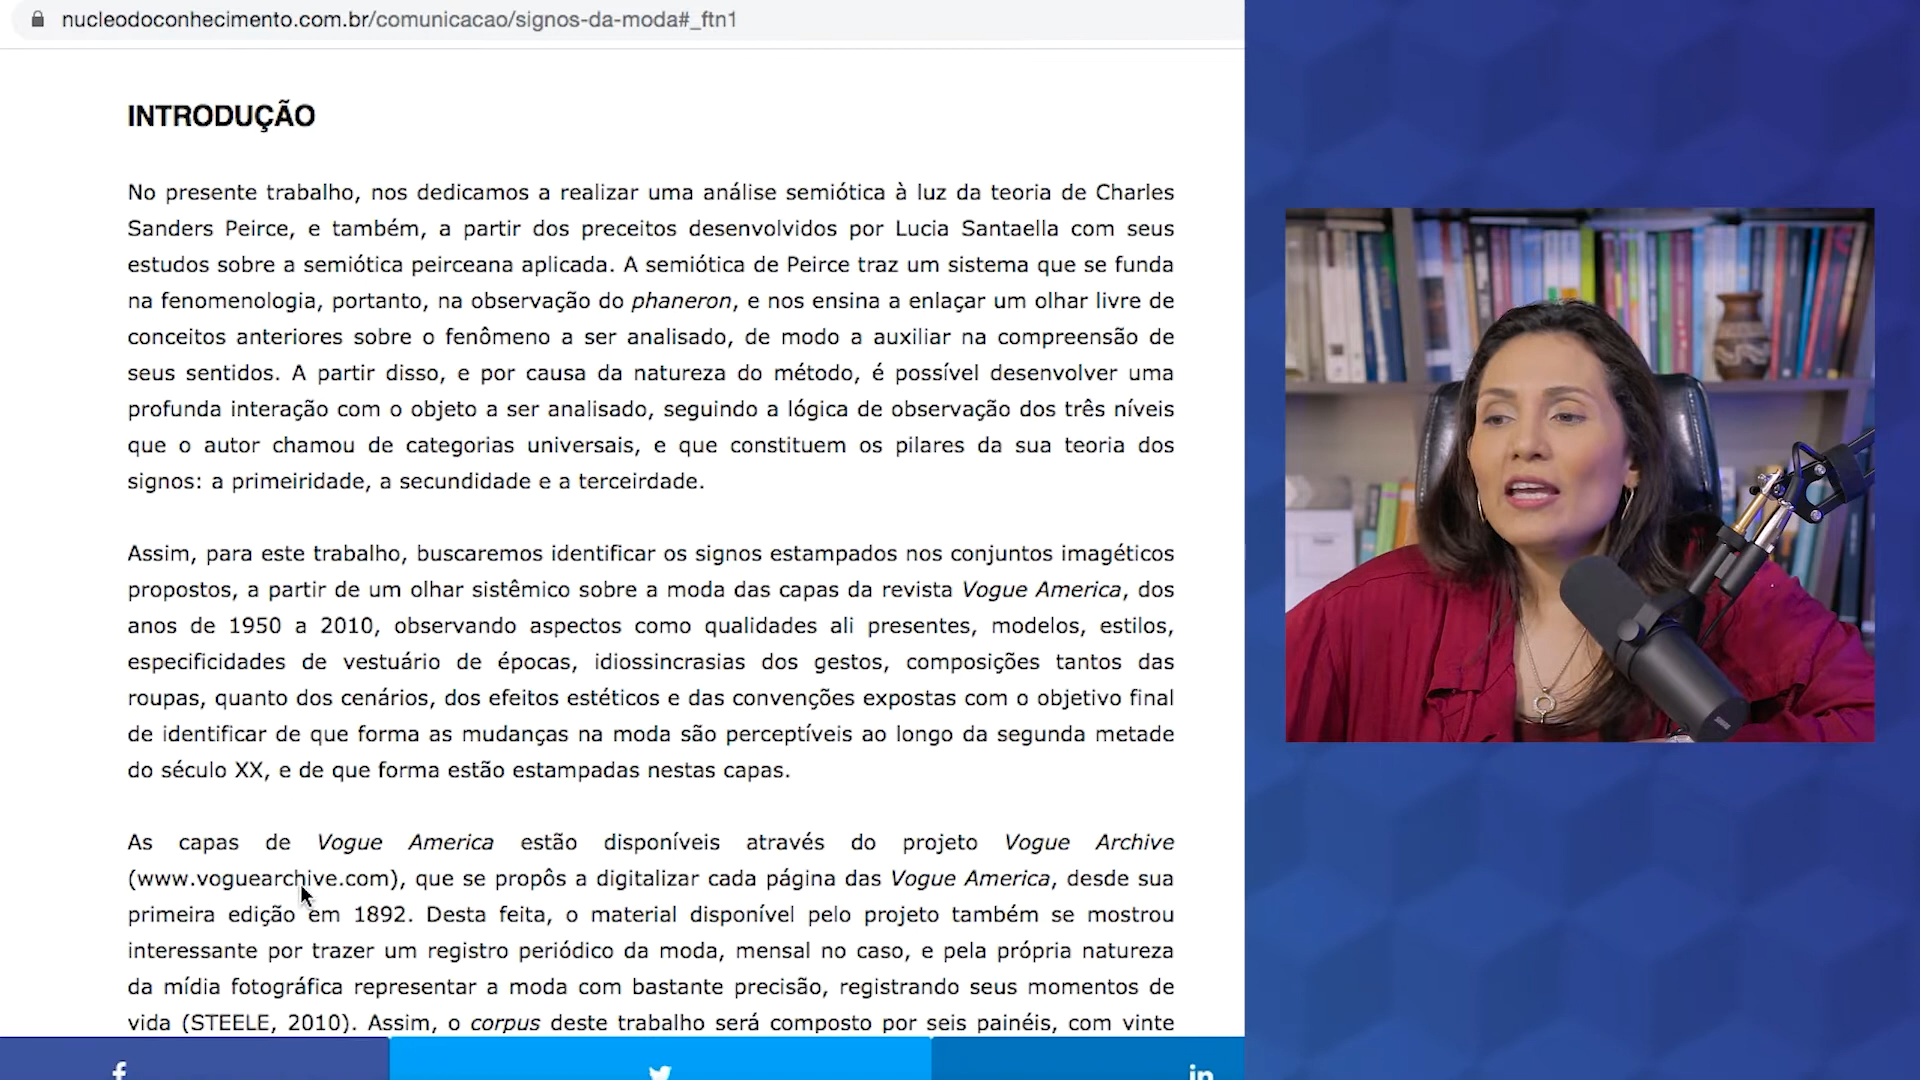 nucleodoconhecimento.com.br/comunicacao/signos-da-moda#_ftn1
INTRODUÇÃO
No presente trabalho, nos dedicamos a realizar uma análise semiótica à luz da teoria de Charles
Sanders Peirce, e também, a partir dos preceitos desenvolvidos por Lucia Santaella com seus
estudos sobre a semiótica peirceana aplicada. A semiótica de Peirce traz um sistema que se funda
na fenomenologia, portanto, na observação do phaneron, e nos ensina a enlaçar um olhar livre de
conceitos anteriores sobre o fenômeno a ser analisado, de modo a auxiliar na compreensão de
seus sentidos. A partir disso, e por causa da natureza do método, é possível desenvolver uma
profunda interação com o objeto a ser analisado, seguindo a lógica de observação dos três níveis
que o autor chamou de categorias universais, e que constituem os pilares da sua teoria dos
signos: a primeiridade, a secundidade e a terceirdade.
Assim, para este trabalho, buscaremos identificar os signos estampados nos conjuntos imagéticos
propostos, a partir de um olhar sistêmico sobre a moda das capas da revista Vogue America, dos
anos de 1950 a 2010, observando aspectos como qualidades ali presentes, modelos, estilos,
especificidades de vestuário de épocas, idiossincrasias dos gestos, composições tantos das
roupas, quanto dos cenários, dos efeitos estéticos e das convenções expostas com o objetivo final
de identificar de que forma as mudanças na moda são perceptíveis ao longo da segunda metade
do século XX, e de que forma estão estampadas nestas capas.
As capas de Vogue America estão disponíveis através do projeto Vogue Archive
(www.voguearchive.com), que se propôs a digitalizar cada página das Vogue America, desde sua
primeira edição em 1892. Desta feita, o material disponível pelo projeto também se mostrou
interessante por trazer um registro periódico da moda, mensal no caso, e pela própria natureza
da mídia fotográfica representar a moda com bastante precisão, registrando seus momentos de
vida (STEELE, 2010). Assim, o corpus deste trabalho será composto por seis painéis, com vinte